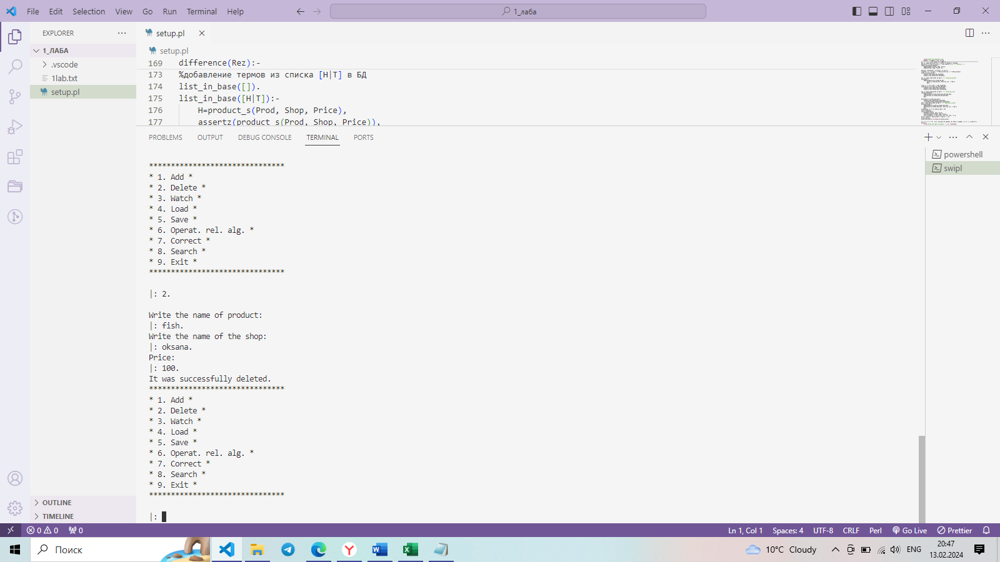 File Edit Selection View Go Run Terminal Help
1_лаба
EXPLORER
1_ЛАБА
.vscode
1lab.txt
setup.pl
setup.pl
setup.pl
169 difference(Rez):-
173 %добавление термов из списка [H|T] в БД
174 list_in_base([]).
175 list_in_base([H|T]):-
176 H=product_s(Prod, Shop, Price),
177 assertz(product_s(Prod, Shop, Price)),
PROBLEMS OUTPUT DEBUG CONSOLE TERMINAL PORTS
powershell
swipl
*******************************
* 1. Add *
* 2. Delete *
* 3. Watch *
* 4. Load *
* 5. Save *
* 6. Operat. rel. alg. *
* 7. Correct *
* 8. Search *
* 9. Exit *
*******************************
|: 2.
Write the name of product:
|: fish.
Write the name of the shop:
|: oksana.
Price:
|: 100.
It was successfully deleted.
*******************************
* 1. Add *
* 2. Delete *
* 3. Watch *
* 4. Load *
* 5. Save *
* 6. Operat. rel. alg. *
* 7. Correct *
* 8. Search *
* 9. Exit *
*******************************
|:
OUTLINE
TIMELINE
0 0 0
Ln 1, Col 1 Spaces: 4 UTF-8 CRLF Perl Go Live Prettier
Поиск
10°C Cloudy
ENG
20:47
13.02.2024